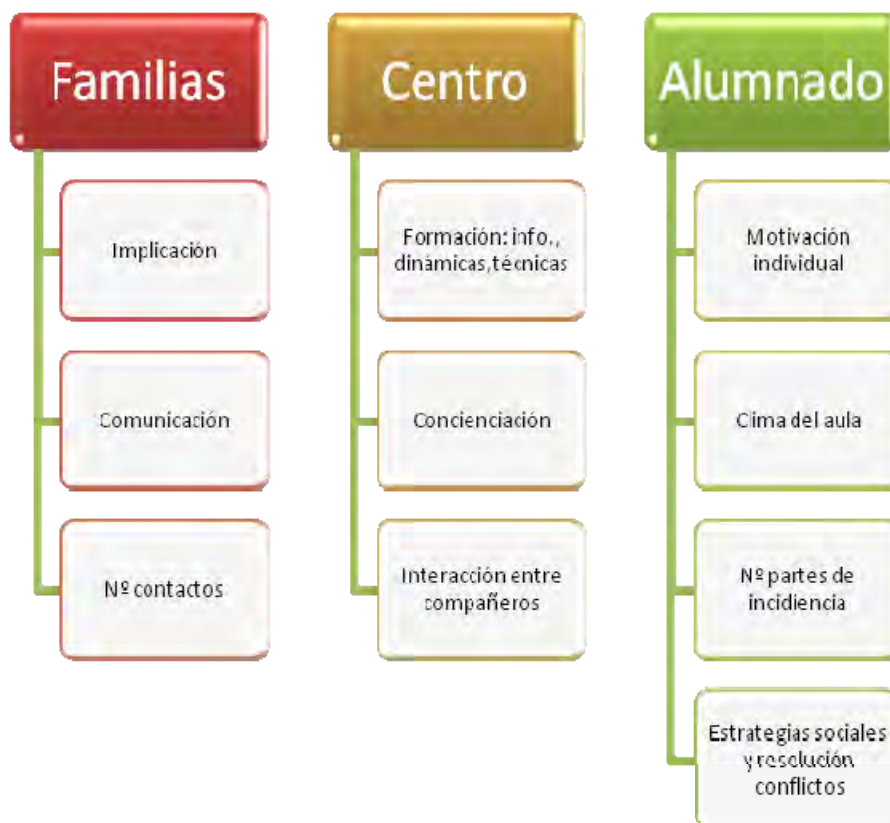 Familias
Implicación
Comunicación
Nº contactos
Centro
Formación: info.,
dinámicas, técnicas
Concienciación
Interacción entre
compañeros
Alumnado
Motivación
individual
Clima del aula
Nº partes de
incidiencia
Estrategias sociales
y resolución
conflictos